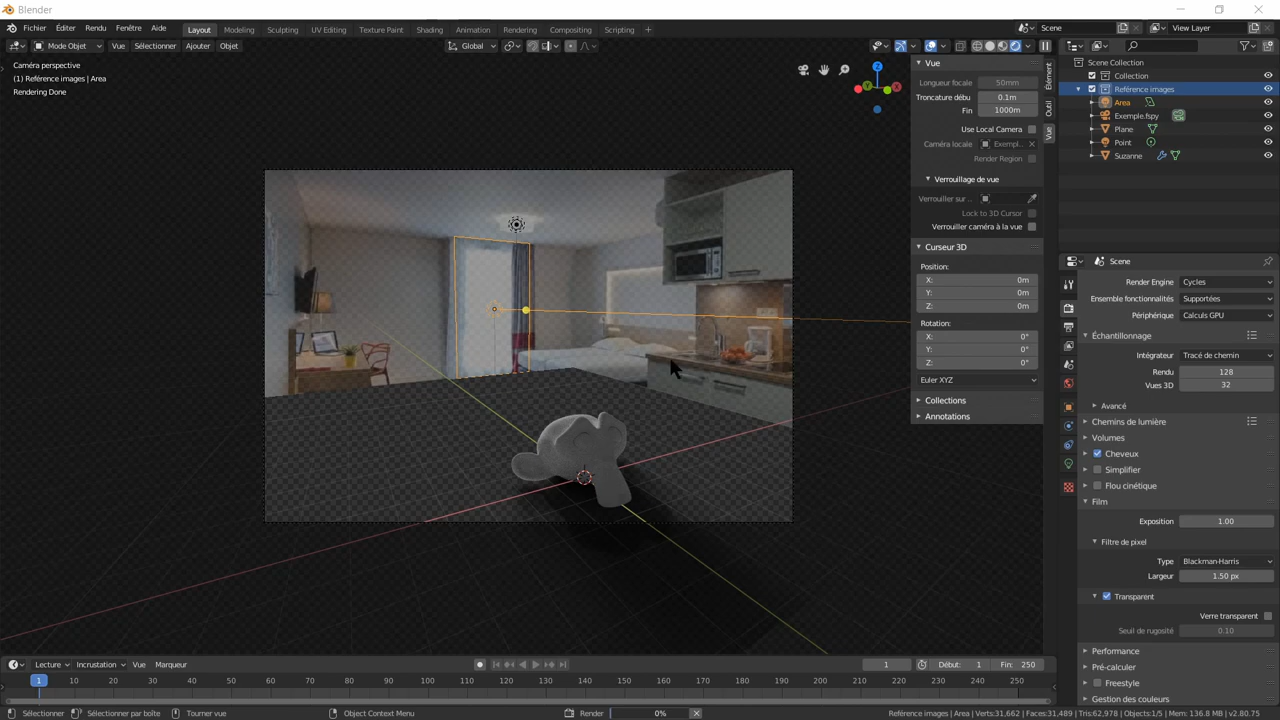 Blender
Fichier Éditer Rendu Fenêtre Aide Layout Modeling Sculpting UV Editing Texture Paint Shading Animation Rendering Compositing Scripting + Scene View Layer
Mode Objet Vue Sélectionner Ajouter Objet Global
Caméra perspective
(1) Reférence images | Area
Rendering Done
Z
Y
X
Vue
Longueur focale 50mm
Troncature débu 0.1m
Fin 1000m
Use Local Camera
Caméra locale Exempl..
Render Region
Verrouillage de vue
Verrouiller sur ..
Lock to 3D Cursor
Verrouiller caméra à la vue
Curseur 3D
Position:
X: 0m
Y: 0m
Z: 0m
Rotation:
X: 0°
Y: 0°
Z: 0°
Euler XYZ
Collections
Annotations
Élément
Outil
Vue
Scene Collection
Collection
Reférence images
Area
Exemple.fspy
Plane
Point
Suzanne
Scene
Render Engine Cycles
Ensemble fonctionnalités Supportées
Périphérique Calculs GPU
Échantillonnage
Intégrateur Tracé de chemin
Rendu 128
Vues 3D 32
Avancé
Chemins de lumière
Volumes
Cheveux
Simplifier
Flou cinétique
Film
Exposition 1.00
Filtre de pixel
Type Blackman-Harris
Largeur 1.50 px
Transparent
Verre transparent
Seuil de rugosité 0.10
Performance
Pré-calculer
Freestyle
Gestion des couleurs
Lecture Incrustation Vue Marqueur 1 Début: 1 Fin: 250
1 10 20 30 40 50 60 70 80 90 100 110 120 130 140 150 160 170 180 190 200 210 220 230 240 250
Sélectionner Sélectionner par boîte Tourner vue Object Context Menu Render 0% Reférence images | Area | Verts:31,662 | Faces:31,489 | Tris:62,978 | Objects:1/5 | Mem: 136.8 MB | v2.80.75